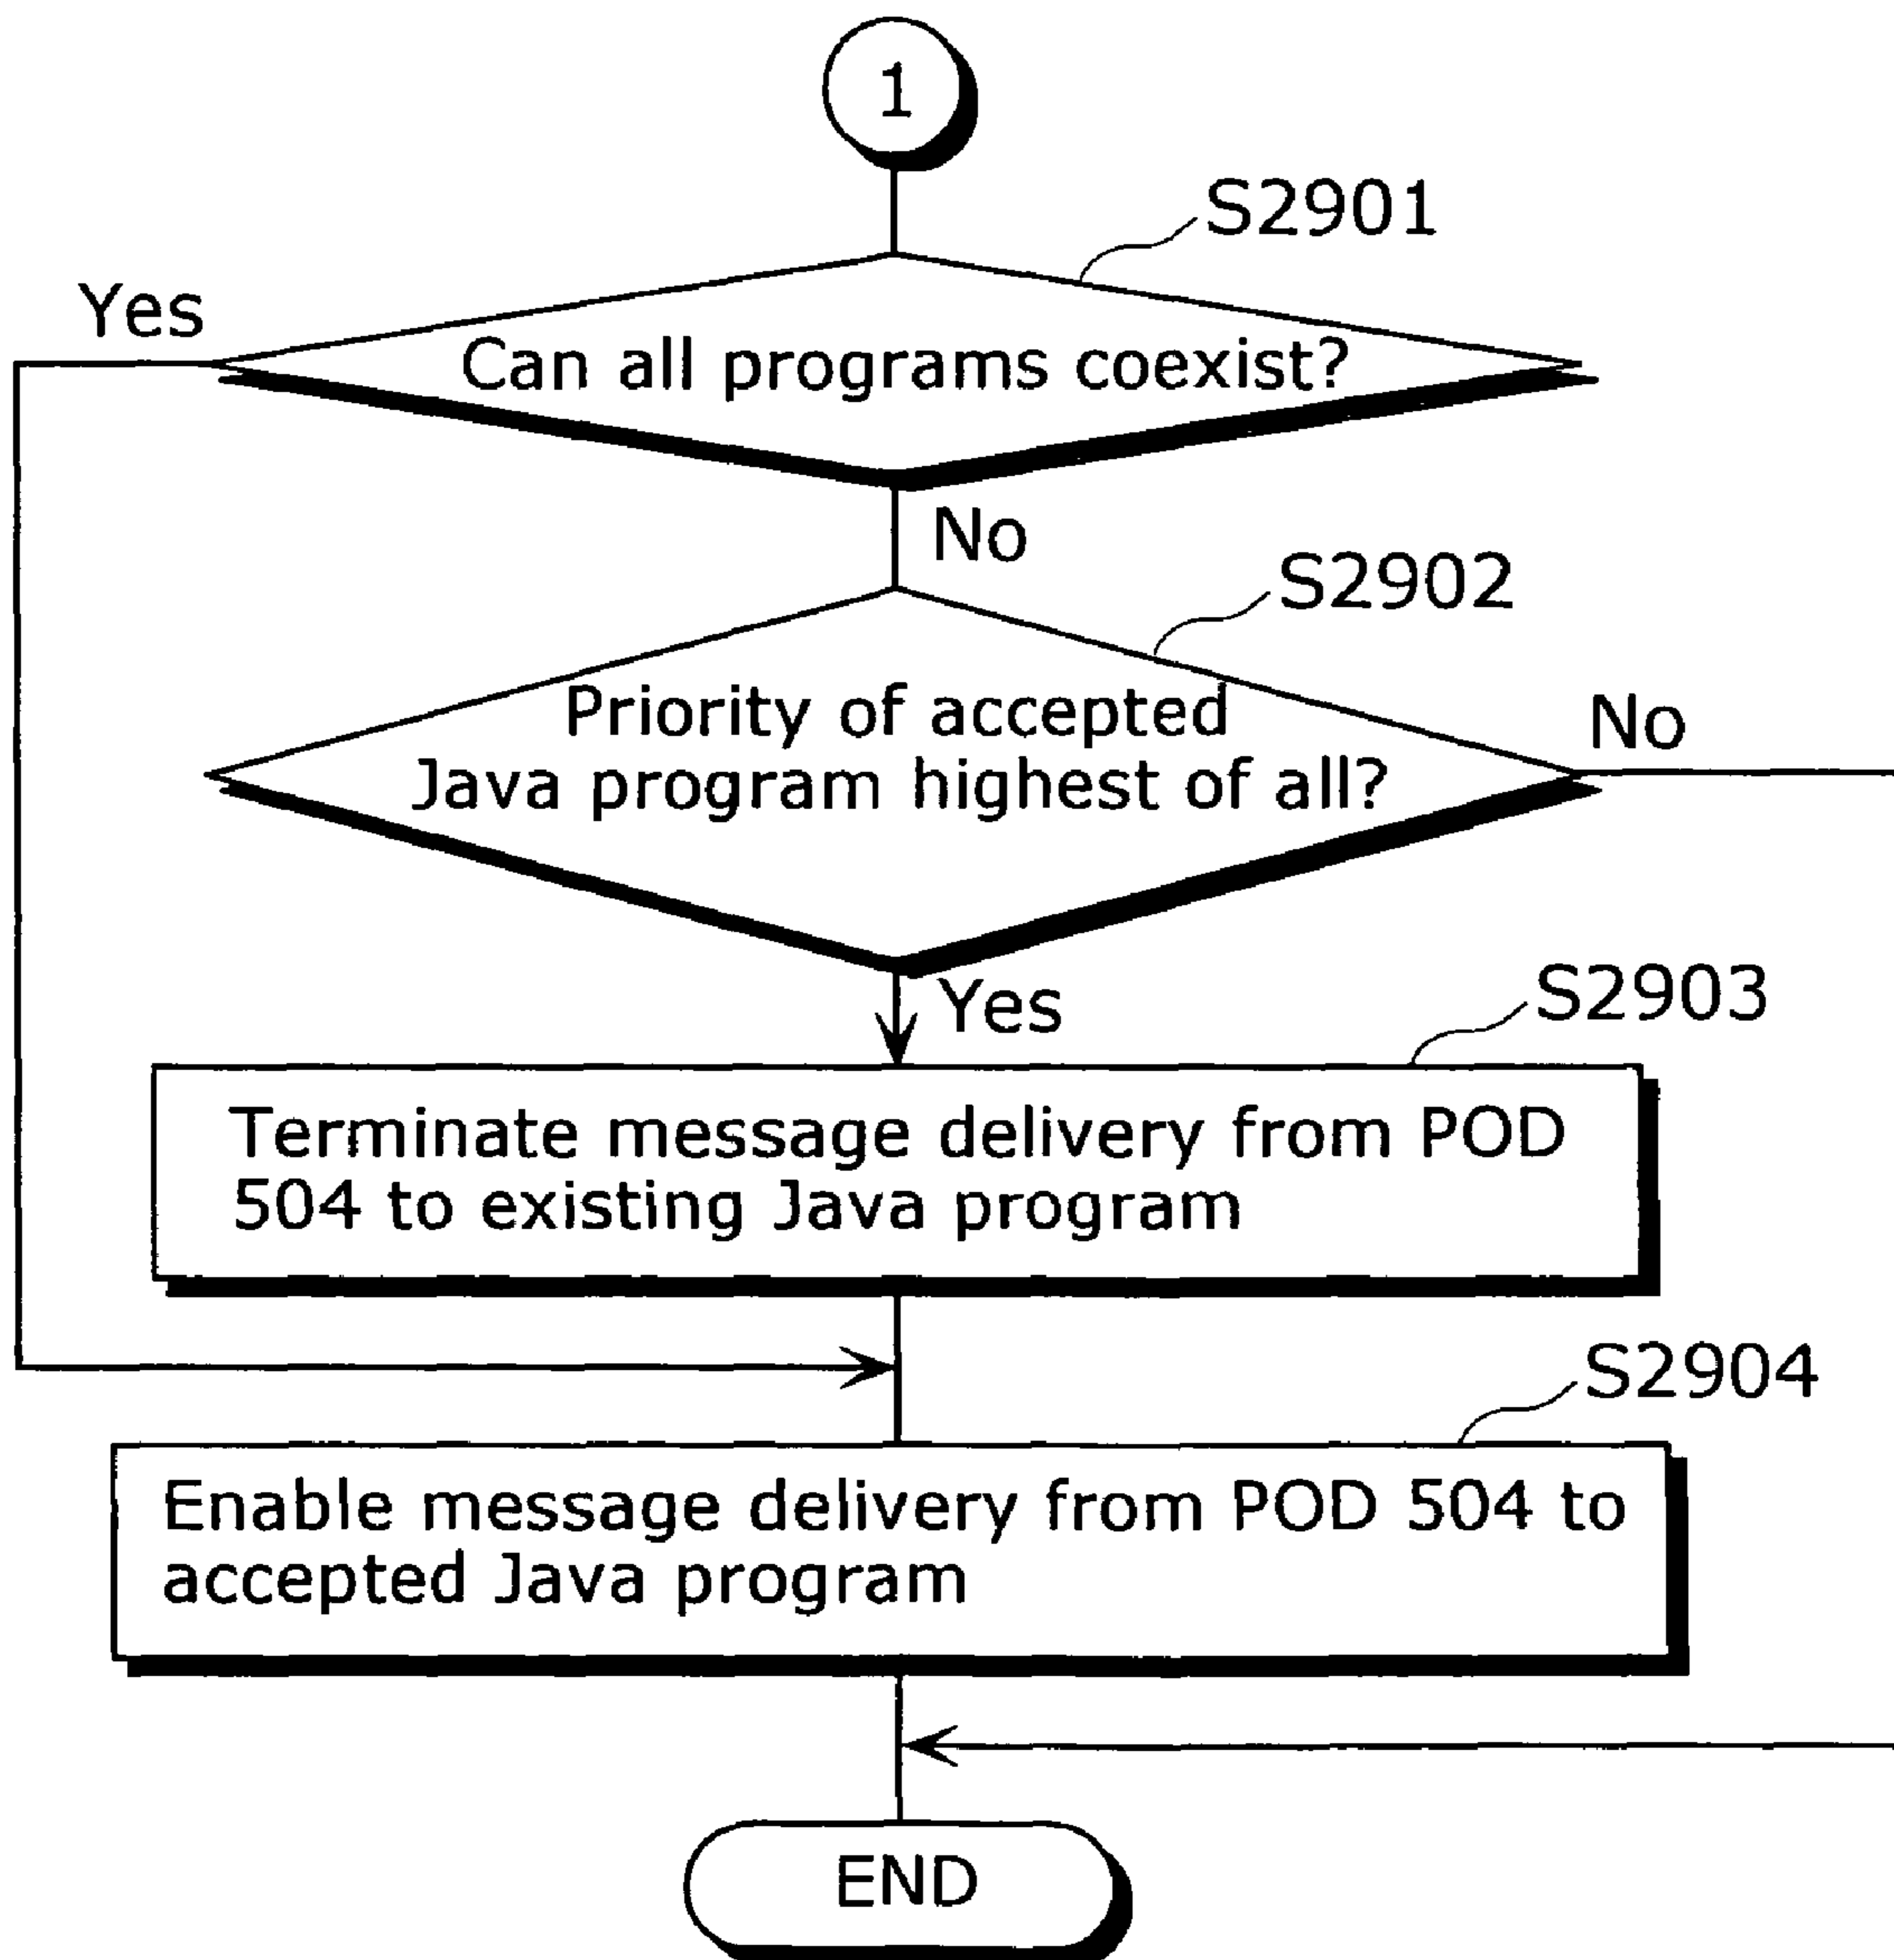 1
S2901
Yes
Can all programs coexist?
No
S2902
Priority of accepted
Java program highest of all?
No
Yes
S2903
Terminate message delivery from POD
504 to existing Java program
S2904
Enable message delivery from POD 504 to
accepted Java program
END